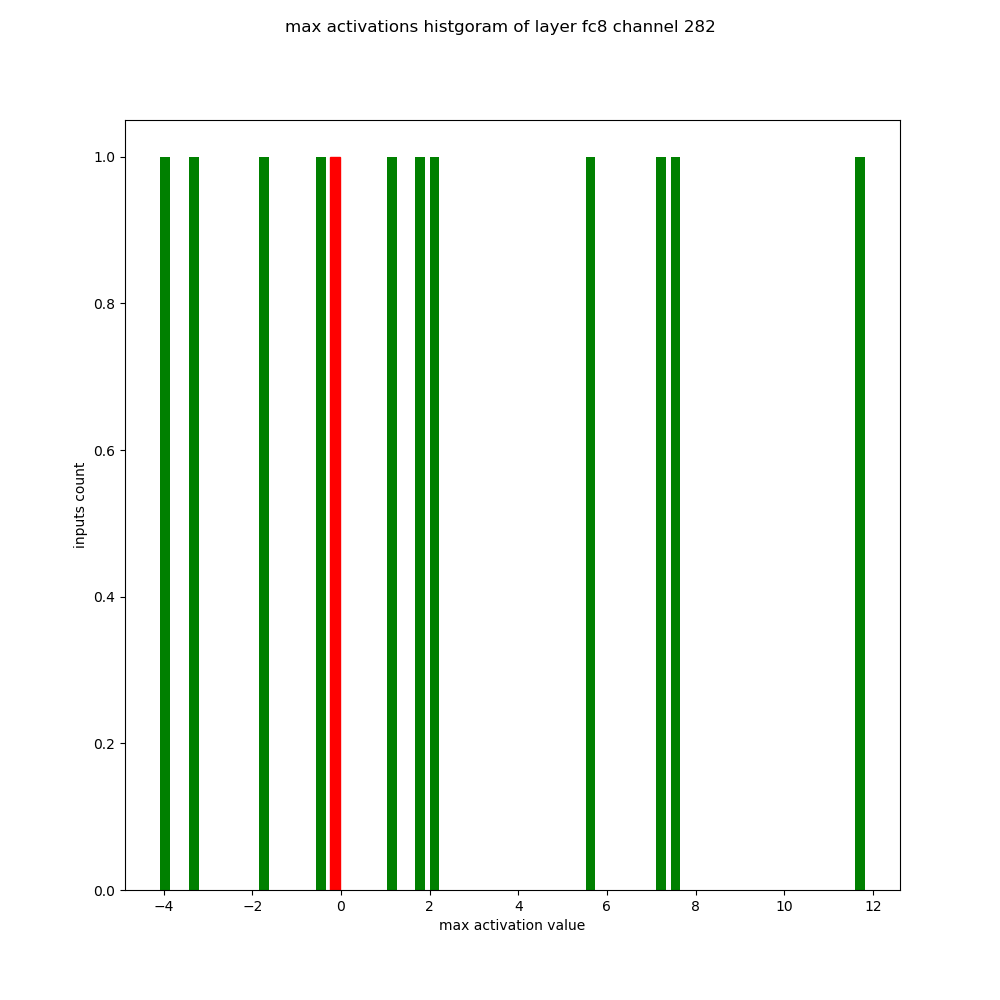 max activations histgoram of layer fc8 channel 282
1.0
0.8
0.6
0.4
0.2
0.0
inputs count
−4 −2 0 2 4 6 8 10 12
max activation value